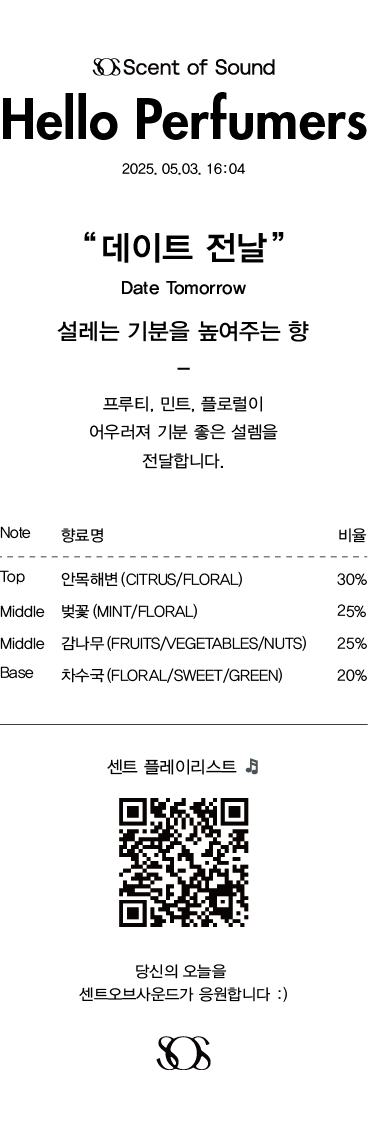 SOS Scent of Sound
Hello Perfumers
2025. 05.03. 16:04
“데이트 전날”
Date Tomorrow
설레는 기분을 높여주는 향
–
프루티, 민트, 플로럴이
어우러져 기분 좋은 설렘을
전달합니다.
Note 향료명 비율
Top 안목해변(CITRUS/FLORAL) 30%
Middle 벚꽃(MINT/FLORAL) 25%
Middle 감나무(FRUITS/VEGETABLES/NUTS) 25%
Base 차수국(FLORAL/SWEET/GREEN) 20%
센트 플레이리스트 🎵
당신의 오늘을
센트오브사운드가 응원합니다 :)
SOS